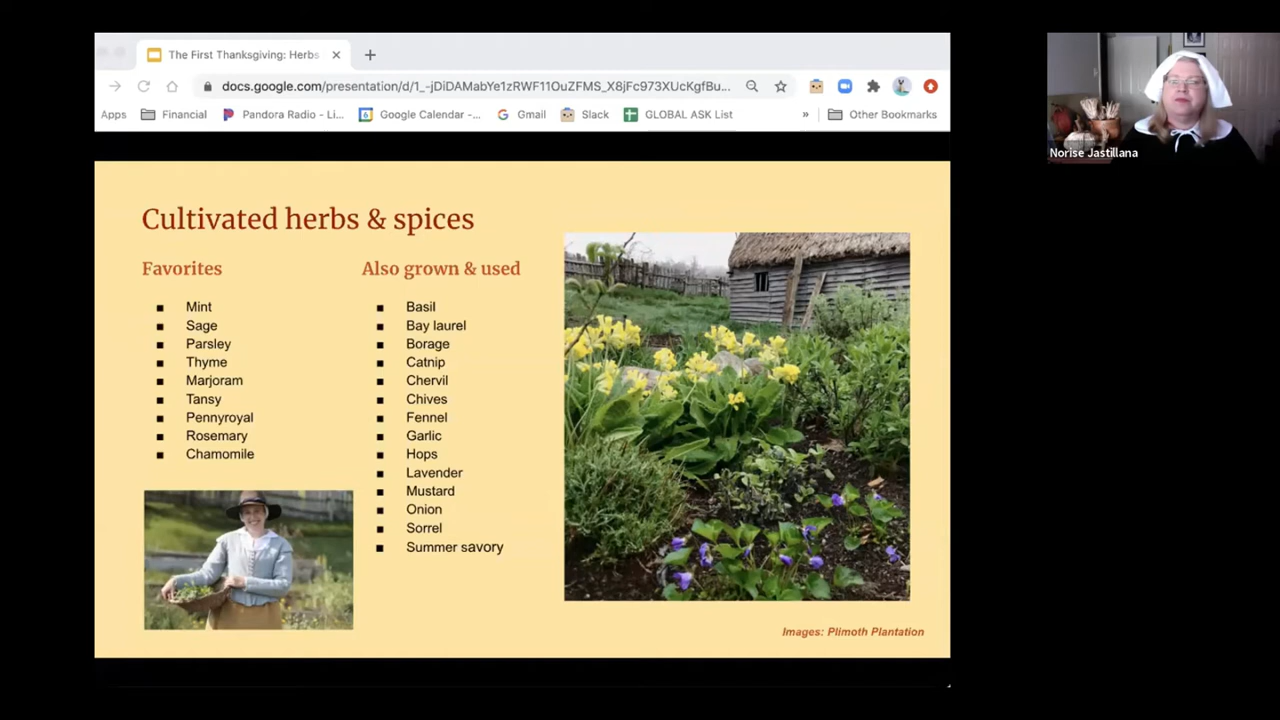 The First Thanksgiving: Herbs
docs.google.com/presentation/d/1_-jDiDAMabYe1zRWF11OuZFMS_X8jFc973XUcKgfBu...
Apps Financial Pandora Radio - Li... Google Calendar -... Gmail Slack GLOBAL ASK List » Other Bookmarks
Norise Jastillana
Cultivated herbs & spices
Favorites
Mint
Sage
Parsley
Thyme
Marjoram
Tansy
Pennyroyal
Rosemary
Chamomile
Also grown & used
Basil
Bay laurel
Borage
Catnip
Chervil
Chives
Fennel
Garlic
Hops
Lavender
Mustard
Onion
Sorrel
Summer savory
Images: Plimoth Plantation